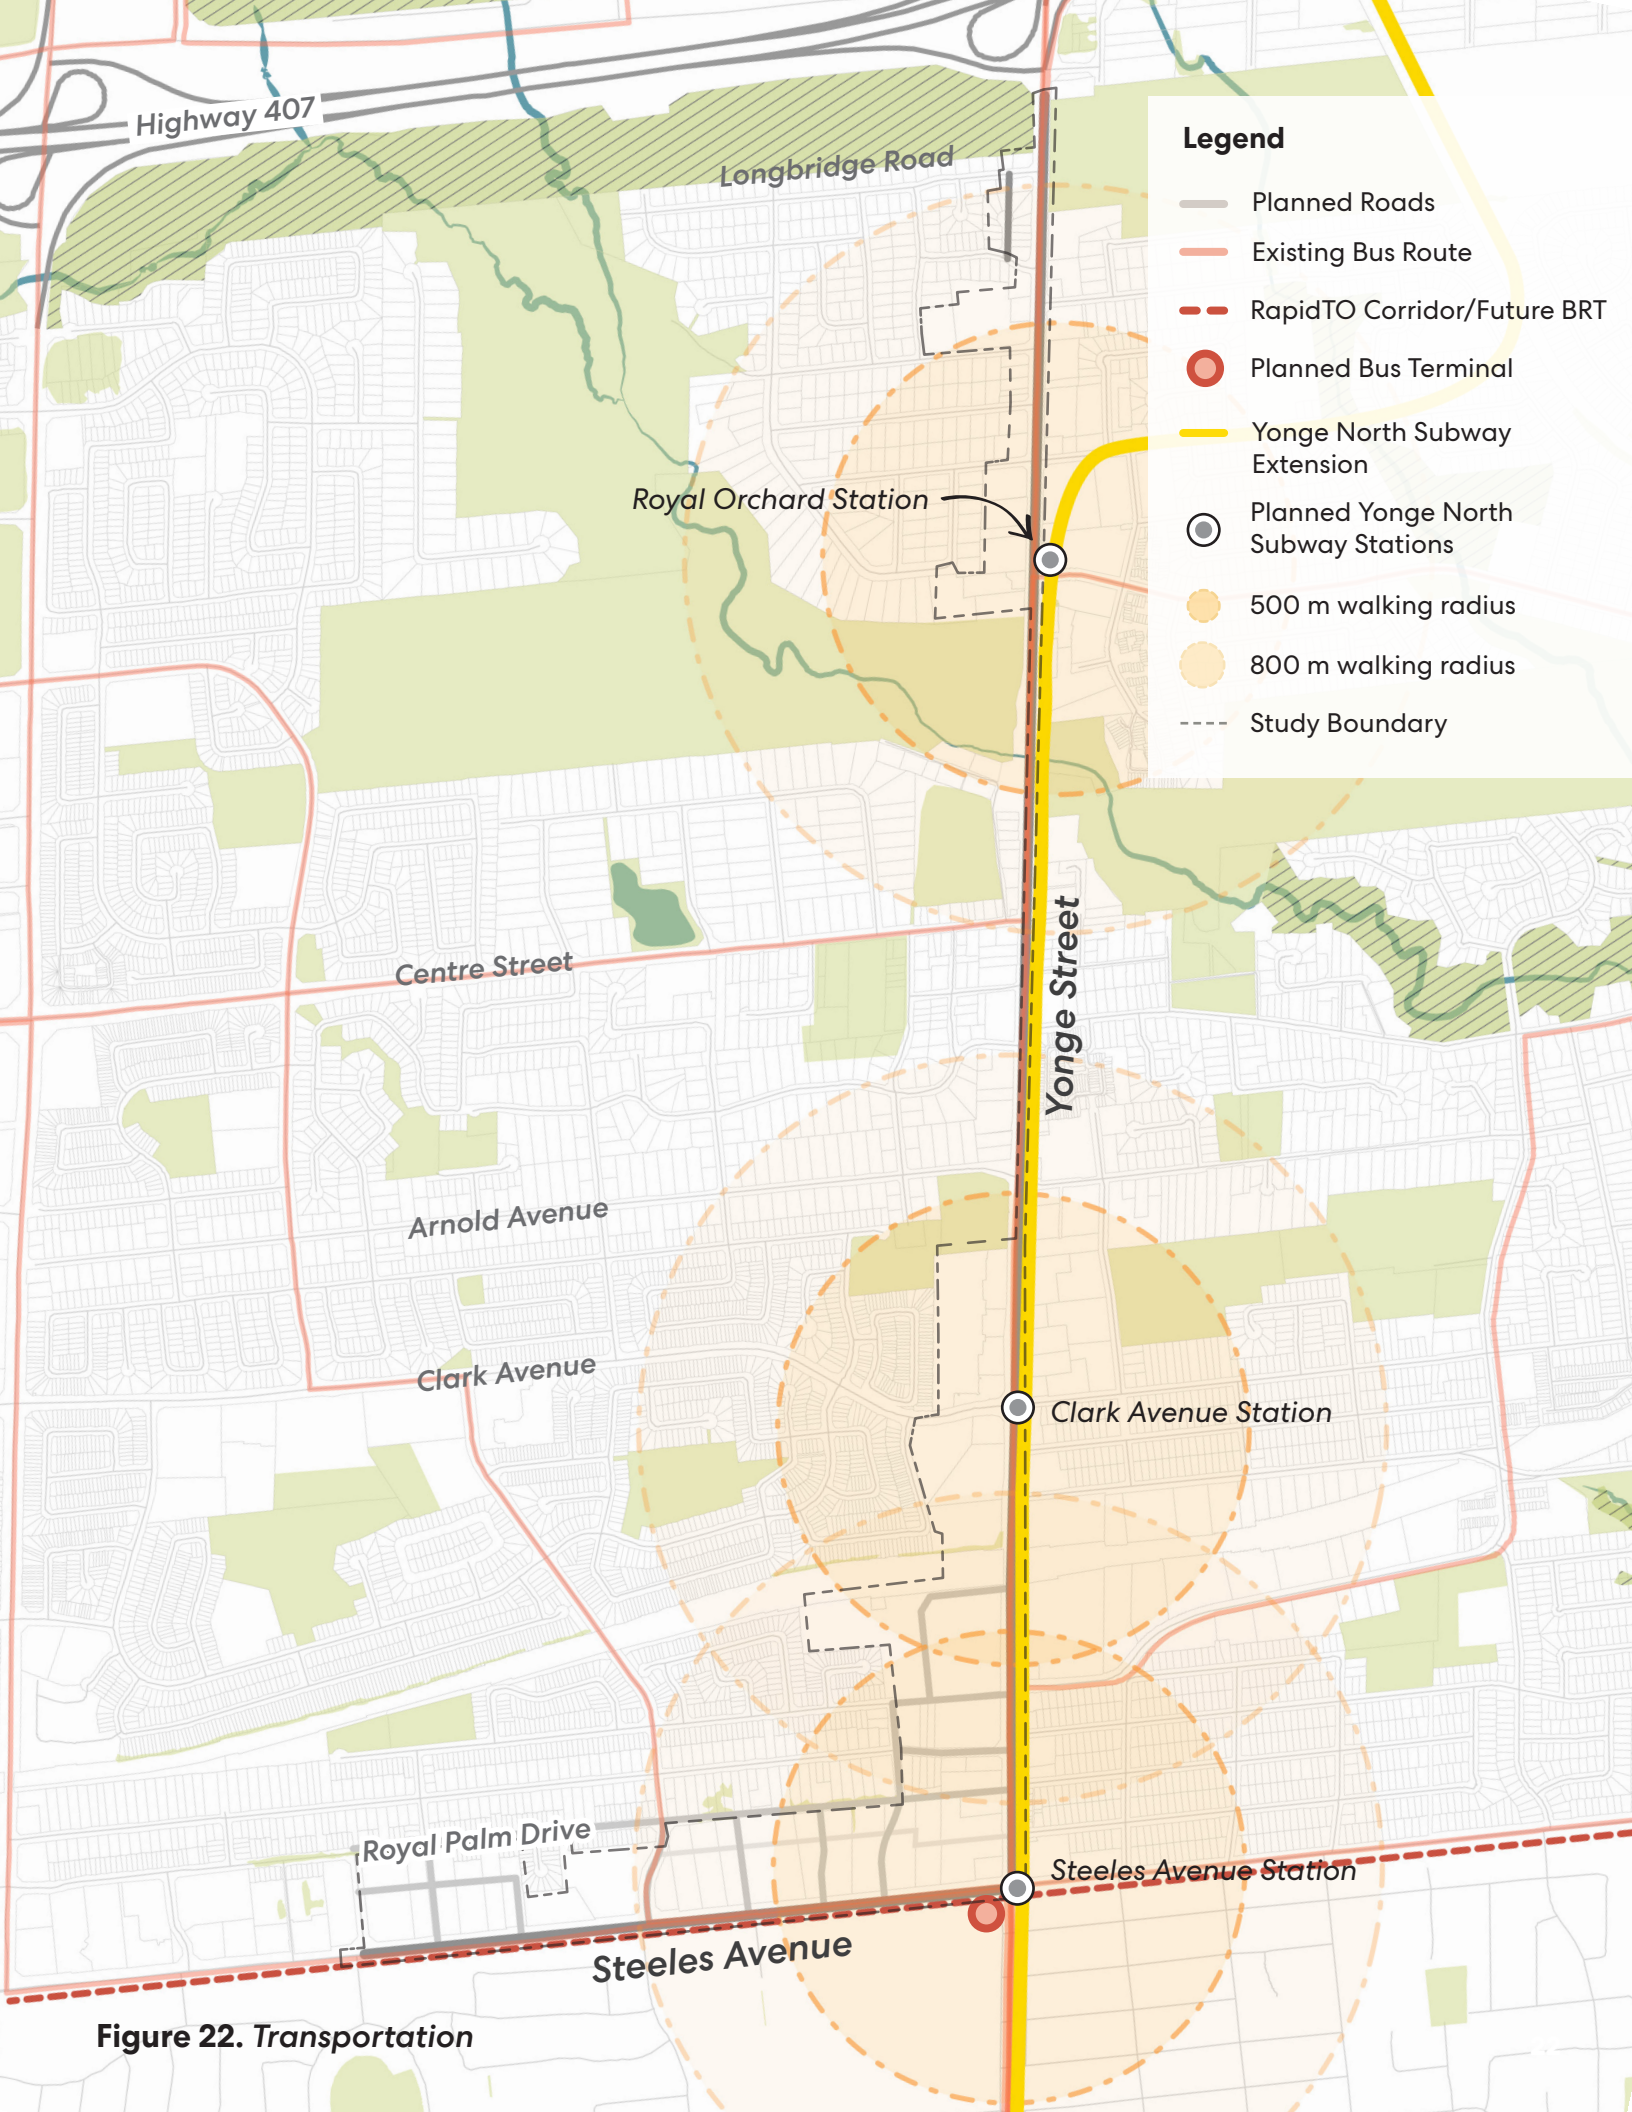 Highway 407
Longbridge Road
Legend
Planned Roads
Existing Bus Route
RapidTO Corridor/Future BRT
Planned Bus Terminal
Yonge North Subway
Extension
Planned Yonge North
Subway Stations
500 m walking radius
800 m walking radius
Study Boundary
Royal Orchard Station
Yonge Street
Centre Street
Arnold Avenue
Clark Avenue
Clark Avenue Station
Royal Palm Drive
Steeles Avenue Station
Steeles Avenue
Figure 22. Transportation